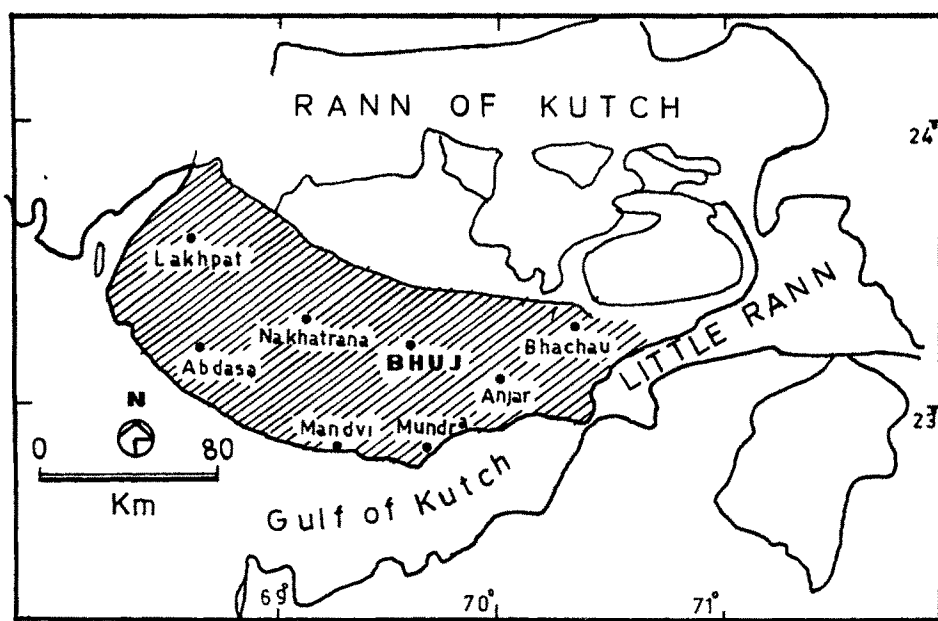 RANN OF KUTCH
24°
Lakhpat
Nakhatrana
Abdasa
BHUJ
Bhachau
LITTLE RANN
Anjar
23°
N
Mandvi
Mundra
0 80
Km
Gulf of Kutch
69°
70°
71°